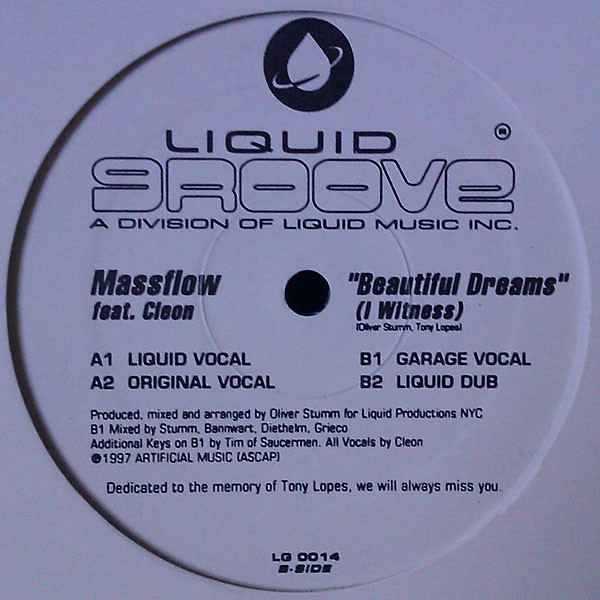 LIQUID ®
GROOVE
A DIVISION OF LIQUID MUSIC INC.
Massflow
feat. Cleon
"Beautiful Dreams"
(I Witness)
(Oliver Stumm, Tony Lopes)
A1 LIQUID VOCAL
A2 ORIGINAL VOCAL
B1 GARAGE VOCAL
B2 LIQUID DUB
Produced, mixed and arranged by Oliver Stumm for Liquid Productions NYC
B1 Mixed by Stumm, Bannwart, Diethelm, Grieco
Additional Keys on B1 by Tim of Saucermen. All Vocals by Cleon
℗1997 ARTIFICIAL MUSIC (ASCAP)
Dedicated to the memory of Tony Lopes, we will always miss you.
LG 0014
B-SIDE